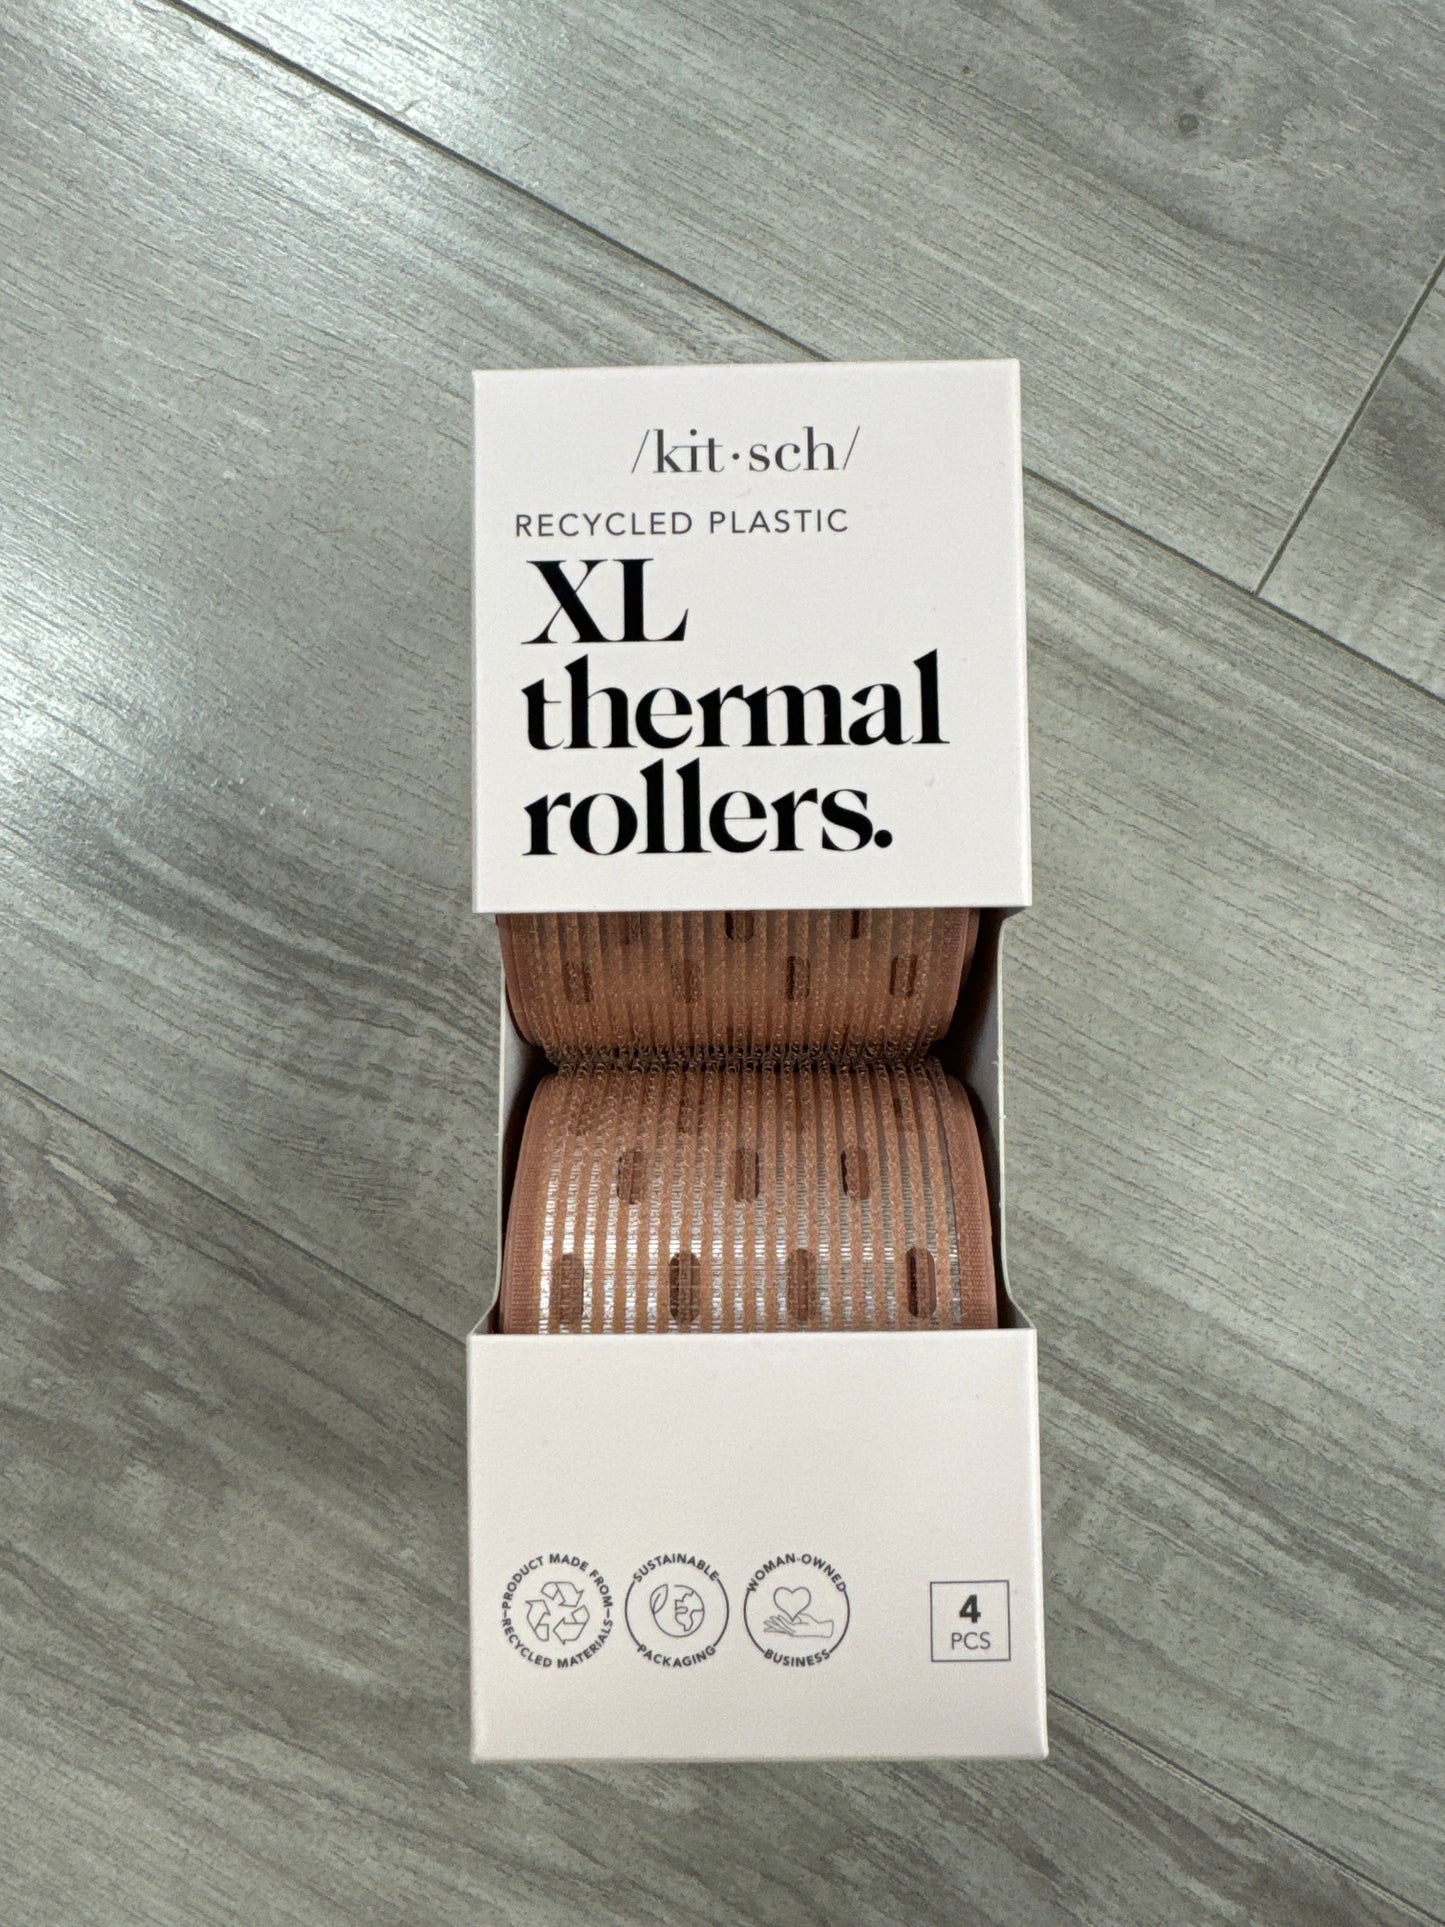 /kit·sch/
RECYCLED PLASTIC
XL
thermal
rollers.
PRODUCT MADE FROM
RECYCLED MATERIALS
SUSTAINABLE
PACKAGING
WOMAN-OWNED
BUSINESS
4
PCS